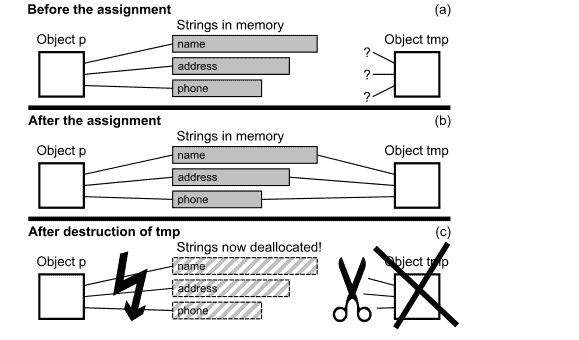 Before the assignment (a)
Strings in memory
Object p Object tmp
name ?
address ?
phone ?
After the assignment (b)
Strings in memory
Object p Object tmp
name
address
phone
After destruction of tmp (c)
Strings now deallocated!
Object p Object tmp
name
address
phone